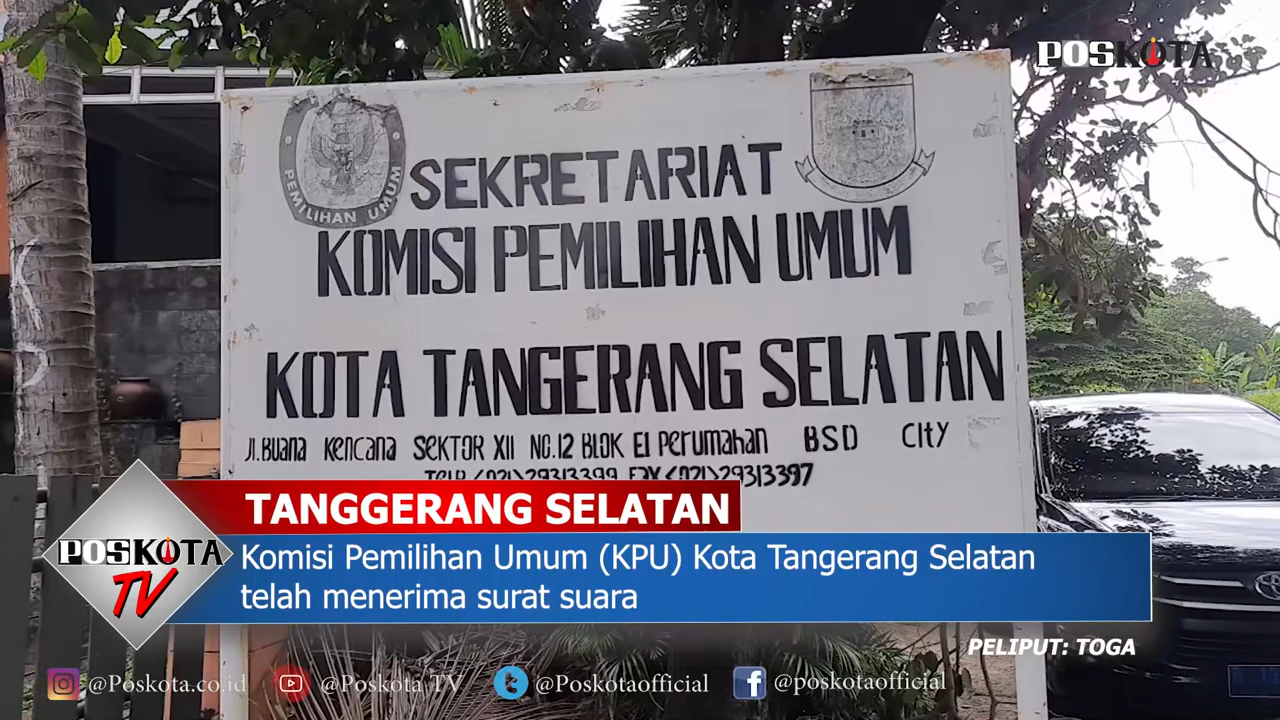 POSKOTA
PEMILIHAN UMUM
SEKRETARIAT
KOMISI PEMILIHAN UMUM
KOTA TANGERANG SELATAN
Jl. Buana Kencana SEKTOR XII NO.12 BLOK E1 Perumahan BSD City
TELP (021) 29313399 FAX (021) 29313397
TANGGERANG SELATAN
POSKOTA TV
Komisi Pemilihan Umum (KPU) Kota Tangerang Selatan
telah menerima surat suara
PELIPUT: TOGA
@Poskota.co.id @Poskota TV @Poskotaofficial @poskotaofficial